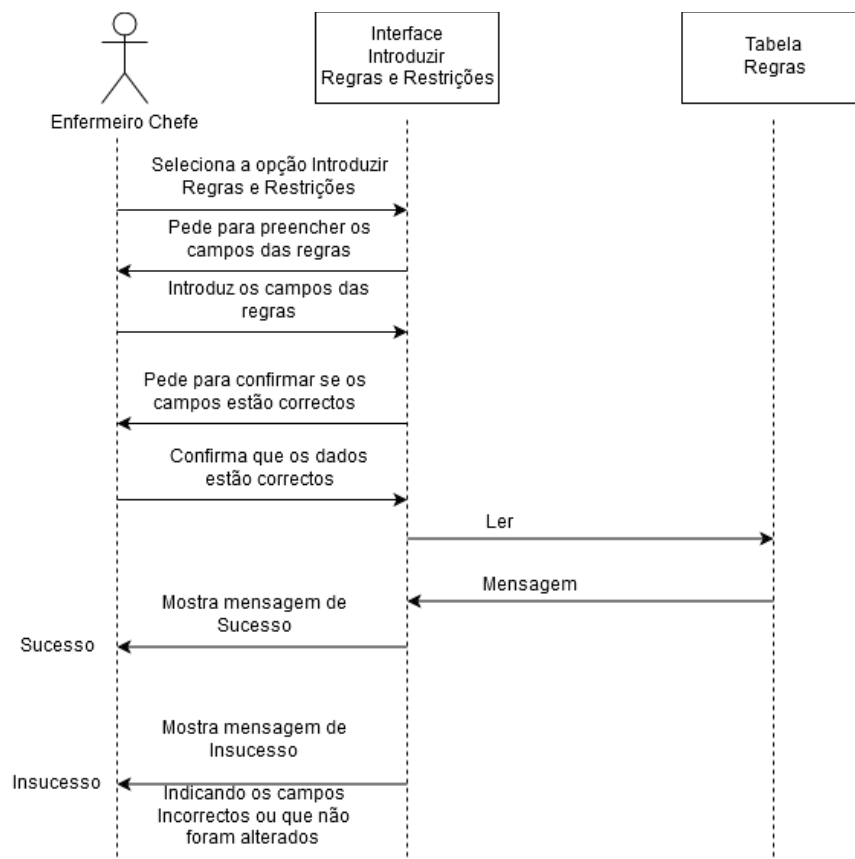 Enfermeiro Chefe
Interface
Introduzir
Regras e Restrições
Tabela
Regras
Seleciona a opção Introduzir
Regras e Restrições
Pede para preencher os
campos das regras
Introduz os campos das
regras
Pede para confirmar se os
campos estão correctos
Confirma que os dados
estão correctos
Ler
Mensagem
Mostra mensagem de
Sucesso
Sucesso
Mostra mensagem de
Insucesso
Insucesso
Indicando os campos
Incorrectos ou que não
foram alterados